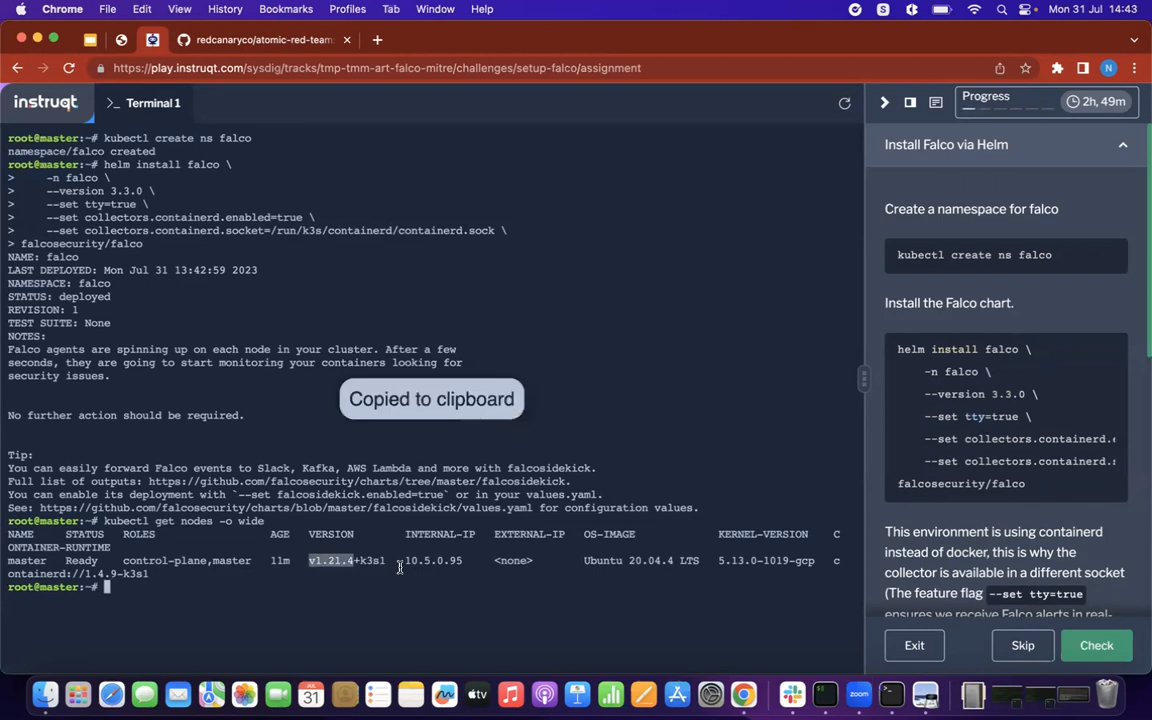 Chrome File Edit View History Bookmarks Profiles Tab Window Help Mon 31 Jul 14:43
redcanaryco/atomic-red-team
https://play.instruqt.com/sysdig/tracks/tmp-tmm-art-falco-mitre/challenges/setup-falco/assignment
N
instruqt
>_ Terminal 1
Progress
2h, 49m
root@master:~# kubectl create ns falco
namespace/falco created
root@master:~# helm install falco \
> -n falco \
> --version 3.3.0 \
> --set tty=true \
> --set collectors.containerd.enabled=true \
> --set collectors.containerd.socket=/run/k3s/containerd/containerd.sock \
> falcosecurity/falco
NAME: falco
LAST DEPLOYED: Mon Jul 31 13:42:59 2023
NAMESPACE: falco
STATUS: deployed
REVISION: 1
TEST SUITE: None
NOTES:
Falco agents are spinning up on each node in your cluster. After a few
seconds, they are going to start monitoring your containers looking for
security issues.
No further action should be required.
Tip:
You can easily forward Falco events to Slack, Kafka, AWS Lambda and more with falcosidekick.
Full list of outputs: https://github.com/falcosecurity/charts/tree/master/falcosidekick.
You can enable its deployment with `--set falcosidekick.enabled=true` or in your values.yaml.
See: https://github.com/falcosecurity/charts/blob/master/falcosidekick/values.yaml for configuration values.
root@master:~# kubectl get nodes -o wide
NAME STATUS ROLES AGE VERSION INTERNAL-IP EXTERNAL-IP OS-IMAGE KERNEL-VERSION C
ONTAINER-RUNTIME
master Ready control-plane,master 11m v1.21.4+k3s1 10.5.0.95 <none> Ubuntu 20.04.4 LTS 5.13.0-1019-gcp c
ontainerd://1.4.9-k3s1
root@master:~#
Copied to clipboard
Install Falco via Helm
Create a namespace for falco
kubectl create ns falco
Install the Falco chart.
helm install falco \
-n falco \
--version 3.3.0 \
--set tty=true \
--set collectors.containerd.e
--set collectors.containerd.s
falcosecurity/falco
This environment is using containerd
instead of docker, this is why the
collector is available in a different socket
(The feature flag --set tty=true
ensures we receive Falco alerts in real-
Exit
Skip
Check
31
zoom